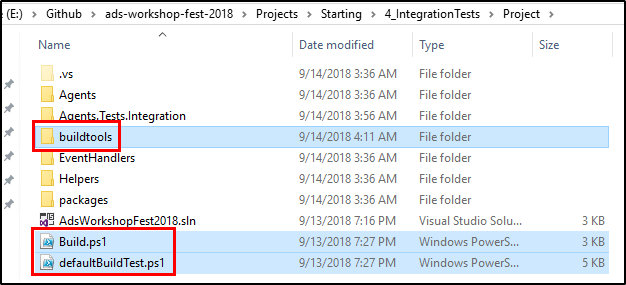 (E:) > Github > ads-workshop-fest-2018 > Projects > Starting > 4_IntegrationTests > Project >
Name Date modified Type Size
.vs 9/14/2018 3:36 AM File folder
Agents 9/14/2018 3:36 AM File folder
Agents.Tests.Integration 9/14/2018 3:56 AM File folder
buildtools 9/14/2018 4:11 AM File folder
EventHandlers 9/14/2018 3:36 AM File folder
Helpers 9/14/2018 3:36 AM File folder
packages 9/14/2018 3:36 AM File folder
AdsWorkshopFest2018.sln 9/13/2018 7:16 PM Visual Studio Solu... 3 KB
Build.ps1 9/13/2018 7:27 PM Windows PowerS... 3 KB
defaultBuildTest.ps1 9/13/2018 7:27 PM Windows PowerS... 5 KB